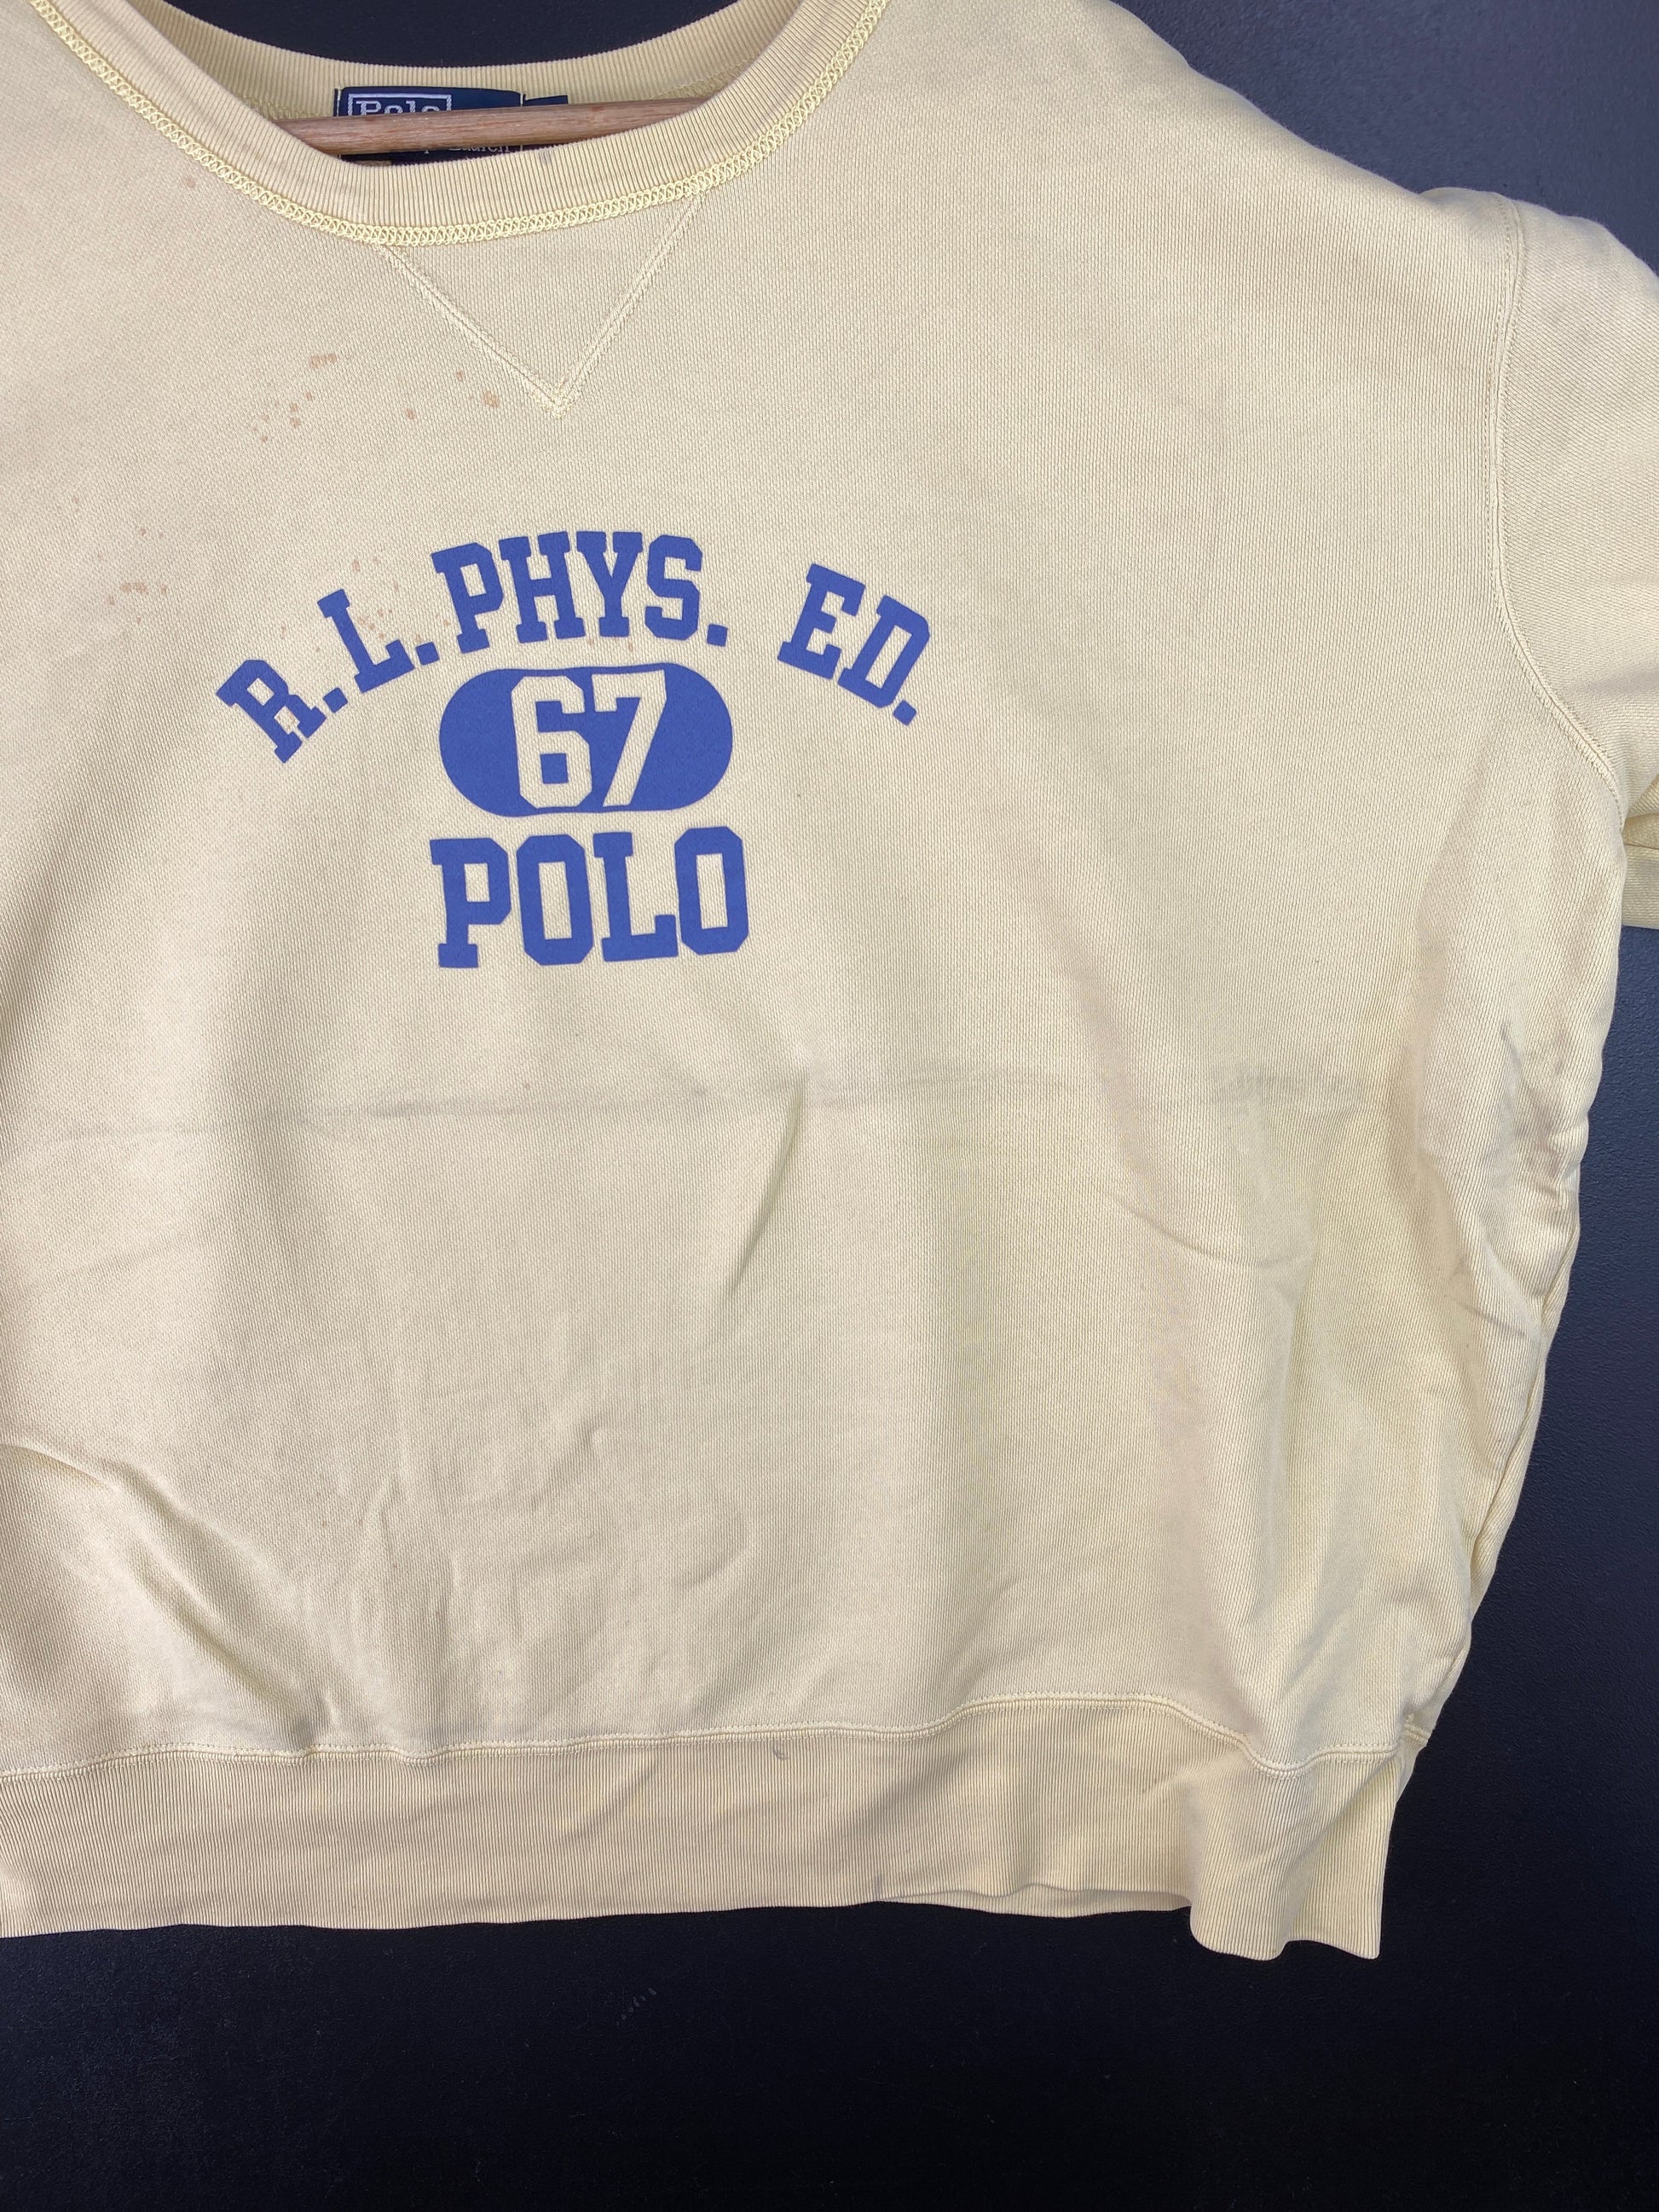 Polo
R.L. PHYS. ED.
67
POLO